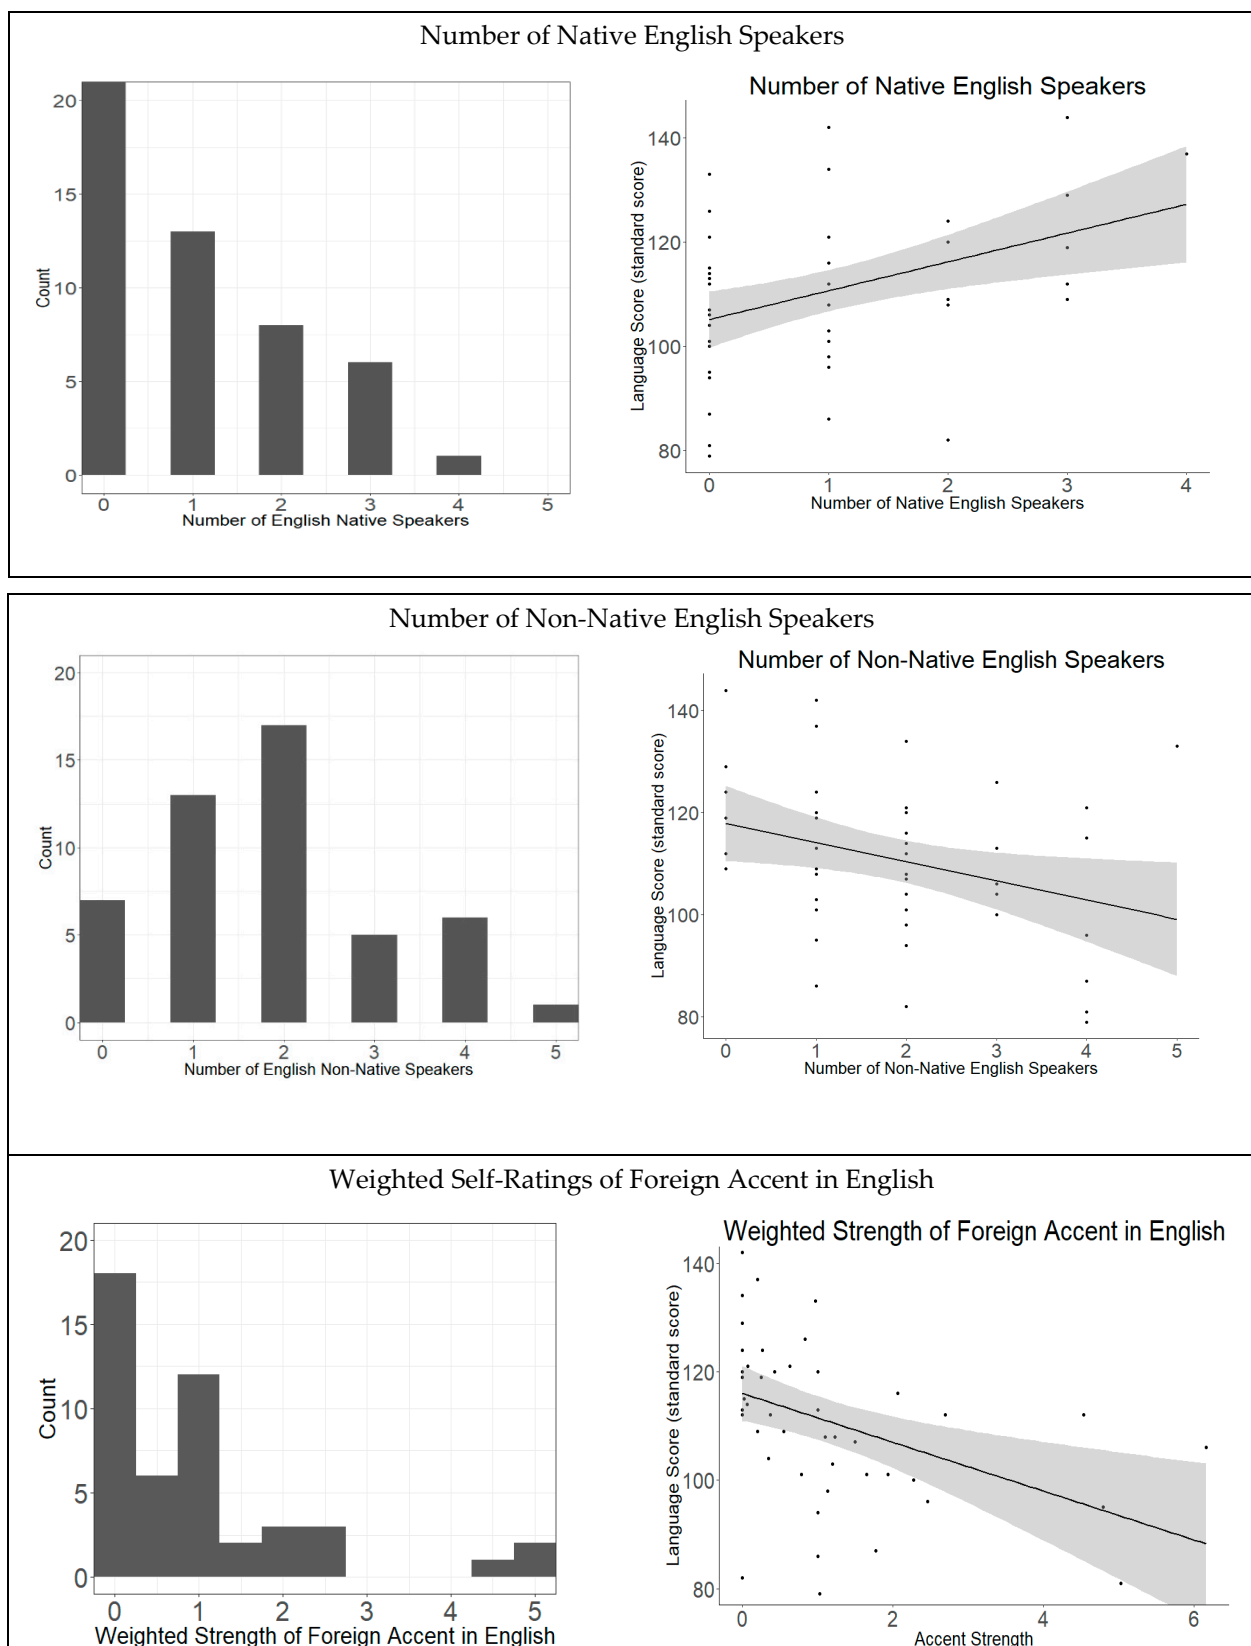 Number of Native English Speakers
20
15
10
5
0
Count
0 1 2 3 4 5
Number of English Native Speakers
Number of Native English Speakers
140
120
100
80
Language Score (standard score)
0 1 2 3 4
Number of Native English Speakers
Number of Non-Native English Speakers
20
15
10
5
0
Count
0 1 2 3 4 5
Number of English Non-Native Speakers
Number of Non-Native English Speakers
140
120
100
80
Language Score (standard score)
0 1 2 3 4 5
Number of Non-Native English Speakers
Weighted Self-Ratings of Foreign Accent in English
20
15
10
5
0
Count
0 1 2 3 4 5
Weighted Strength of Foreign Accent in English
Weighted Strength of Foreign Accent in English
140
120
100
80
Language Score (standard score)
0 2 4 6
Accent Strength